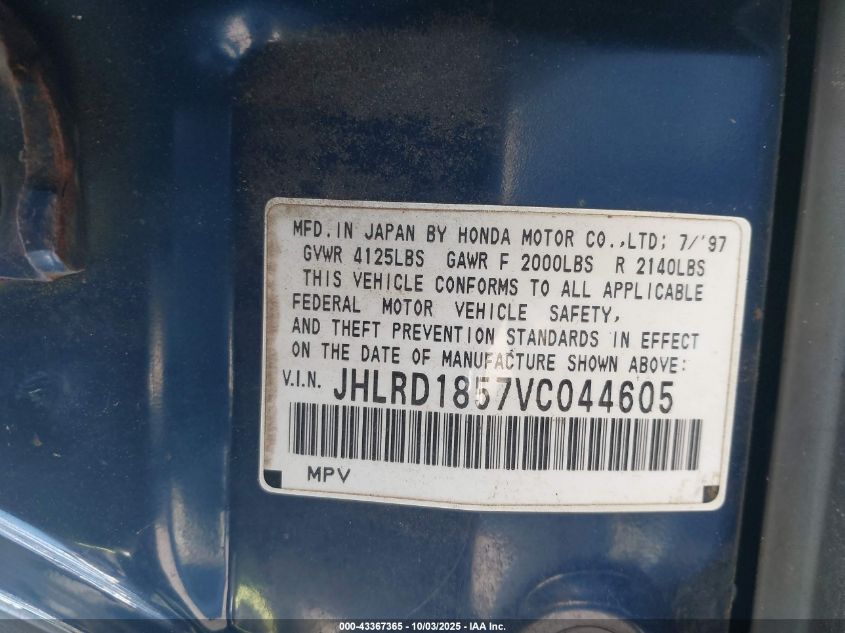 MFD. IN JAPAN BY HONDA MOTOR CO.,LTD; 7/'97
GVWR 4125LBS GAWR F 2000LBS R 2140LBS
THIS VEHICLE CONFORMS TO ALL APPLICABLE
FEDERAL MOTOR VEHICLE SAFETY,
AND THEFT PREVENTION STANDARDS IN EFFECT
ON THE DATE OF MANUFACTURE SHOWN ABOVE:
V.I.N. JHLRD1857VC044605
MPV
000-43367365 - 10/03/2025 - IAA Inc.